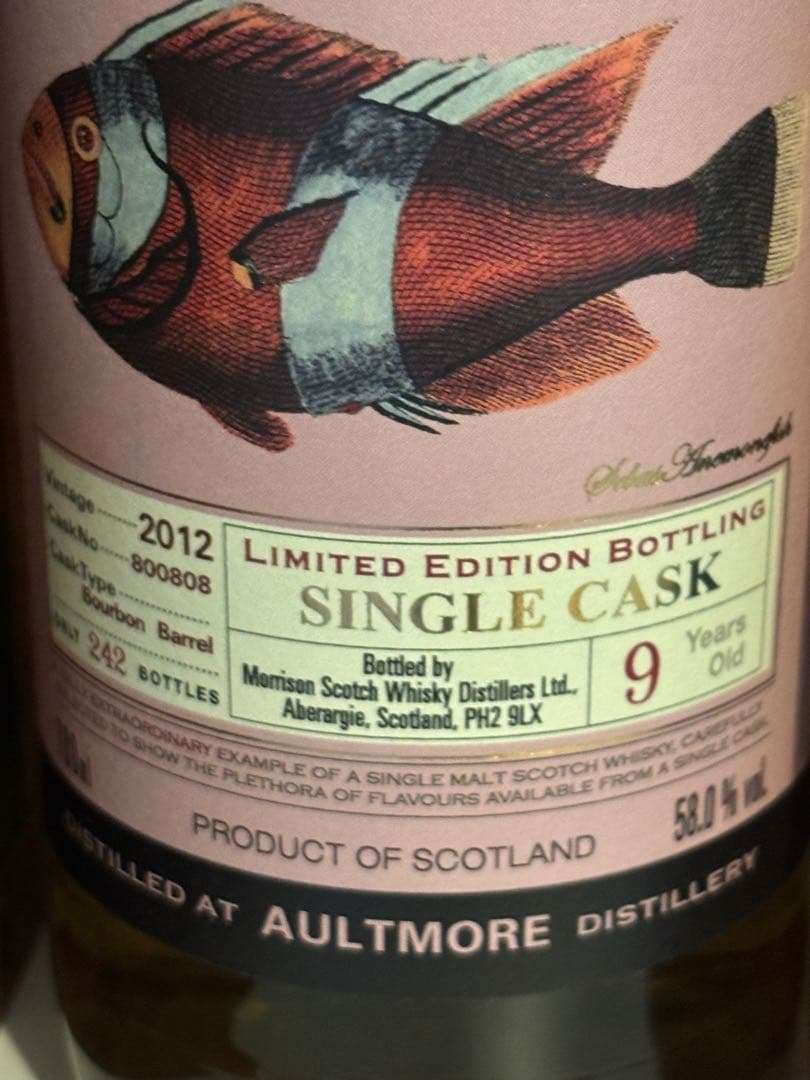 Vintage ........ 2012
Cask No ..... 800808
Cask Type ..............
Bourbon Barrel
ONLY 242 BOTTLES
LIMITED EDITION BOTTLING
SINGLE CASK
Bottled by
Morrison Scotch Whisky Distillers Ltd.,
Aberargie, Scotland, PH2 9LX
9 Years
Old
EXTRAORDINARY EXAMPLE OF A SINGLE MALT SCOTCH WHISKY, CAREFULLY
TO SHOW THE PLETHORA OF FLAVOURS AVAILABLE FROM A SINGLE CASK.
PRODUCT OF SCOTLAND
58.0 % vol
DISTILLED AT AULTMORE DISTILLERY